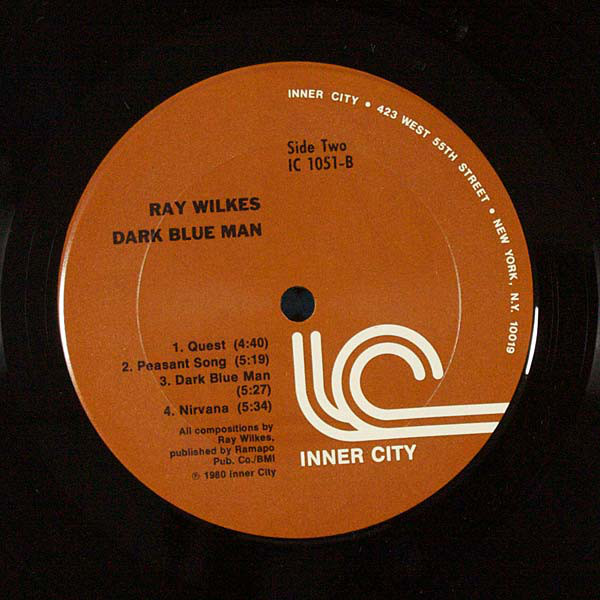 INNER CITY • 423 WEST 55TH STREET • NEW YORK, N.Y. 10019
Side Two
IC 1051-B
RAY WILKES
DARK BLUE MAN
1. Quest (4:40)
2. Peasant Song (5:19)
3. Dark Blue Man
(5:27)
4. Nirvana (5:34)
All compositions by
Ray Wilkes,
published by Ramapo
Pub. Co./BMI
℗ 1980 Inner City
IC
INNER CITY